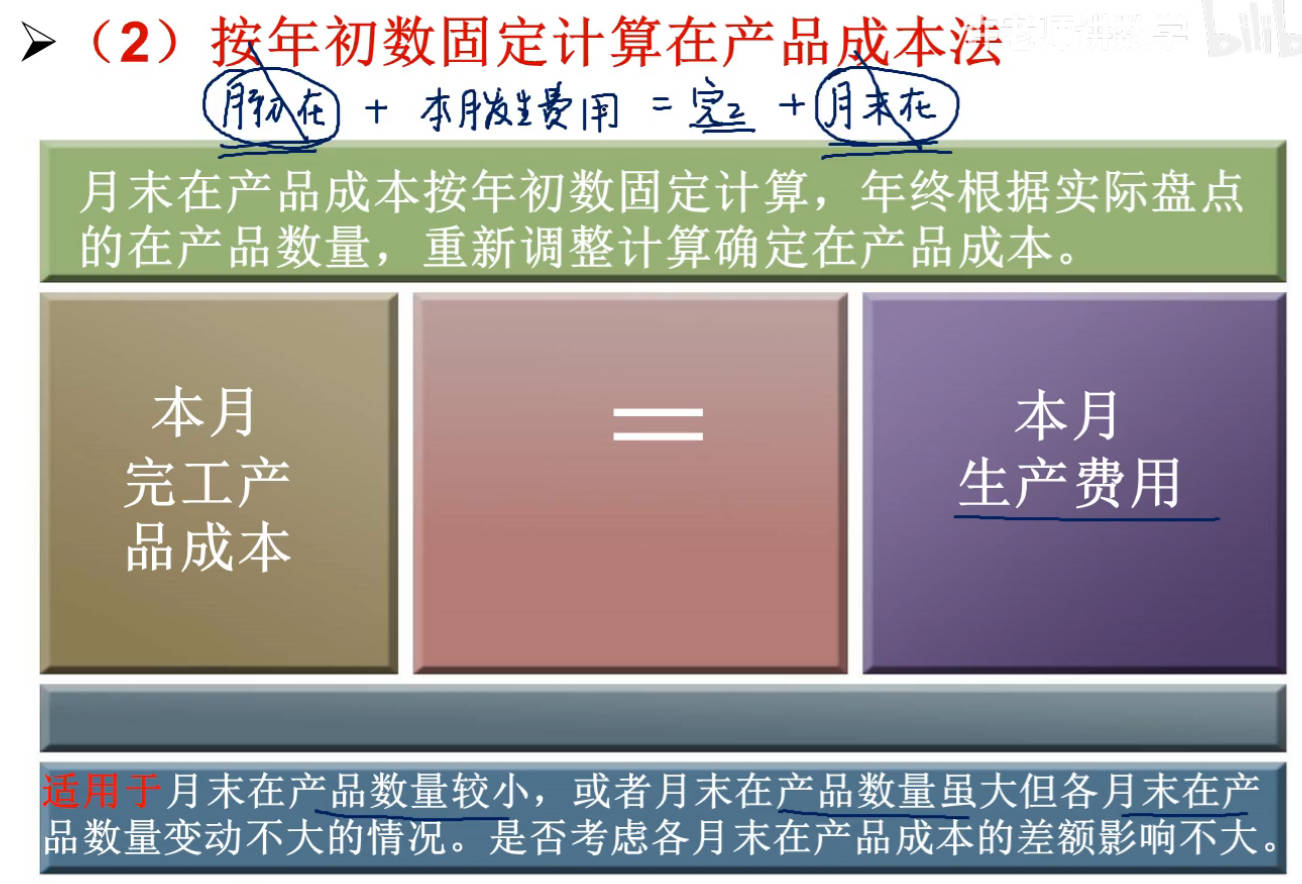 （2）按年初数固定计算在产品成本法
月初在 + 本月发生费用 = 完工 + 月末在
月末在产品成本按年初数固定计算，年终根据实际盘点
的在产品数量，重新调整计算确定在产品成本。
本月
完工产
品成本
=
本月
生产费用
适用于月末在产品数量较小，或者月末在产品数量虽大但各月末在产
品数量变动不大的情况。是否考虑各月末在产品成本的差额影响不大。